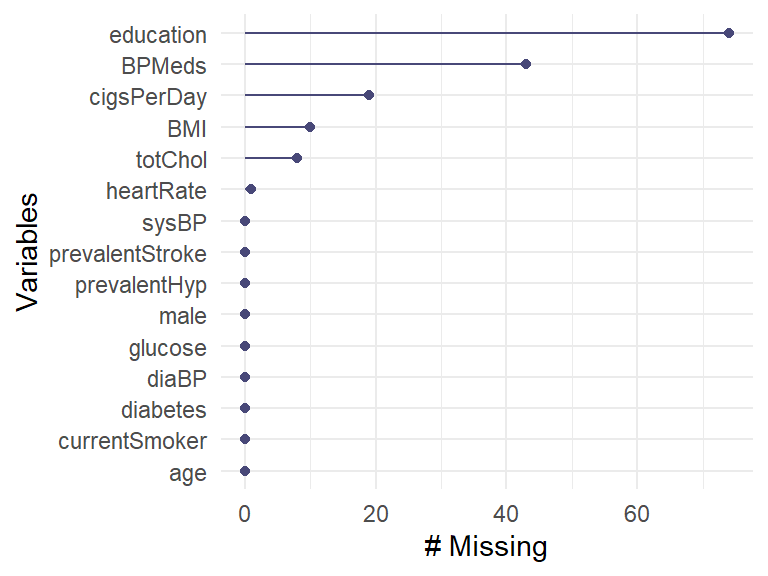 education
BPMeds
cigsPerDay
BMI
totChol
heartRate
sysBP
prevalentStroke
prevalentHyp
male
glucose
diaBP
diabetes
currentSmoker
age
Variables
0 20 40 60
# Missing